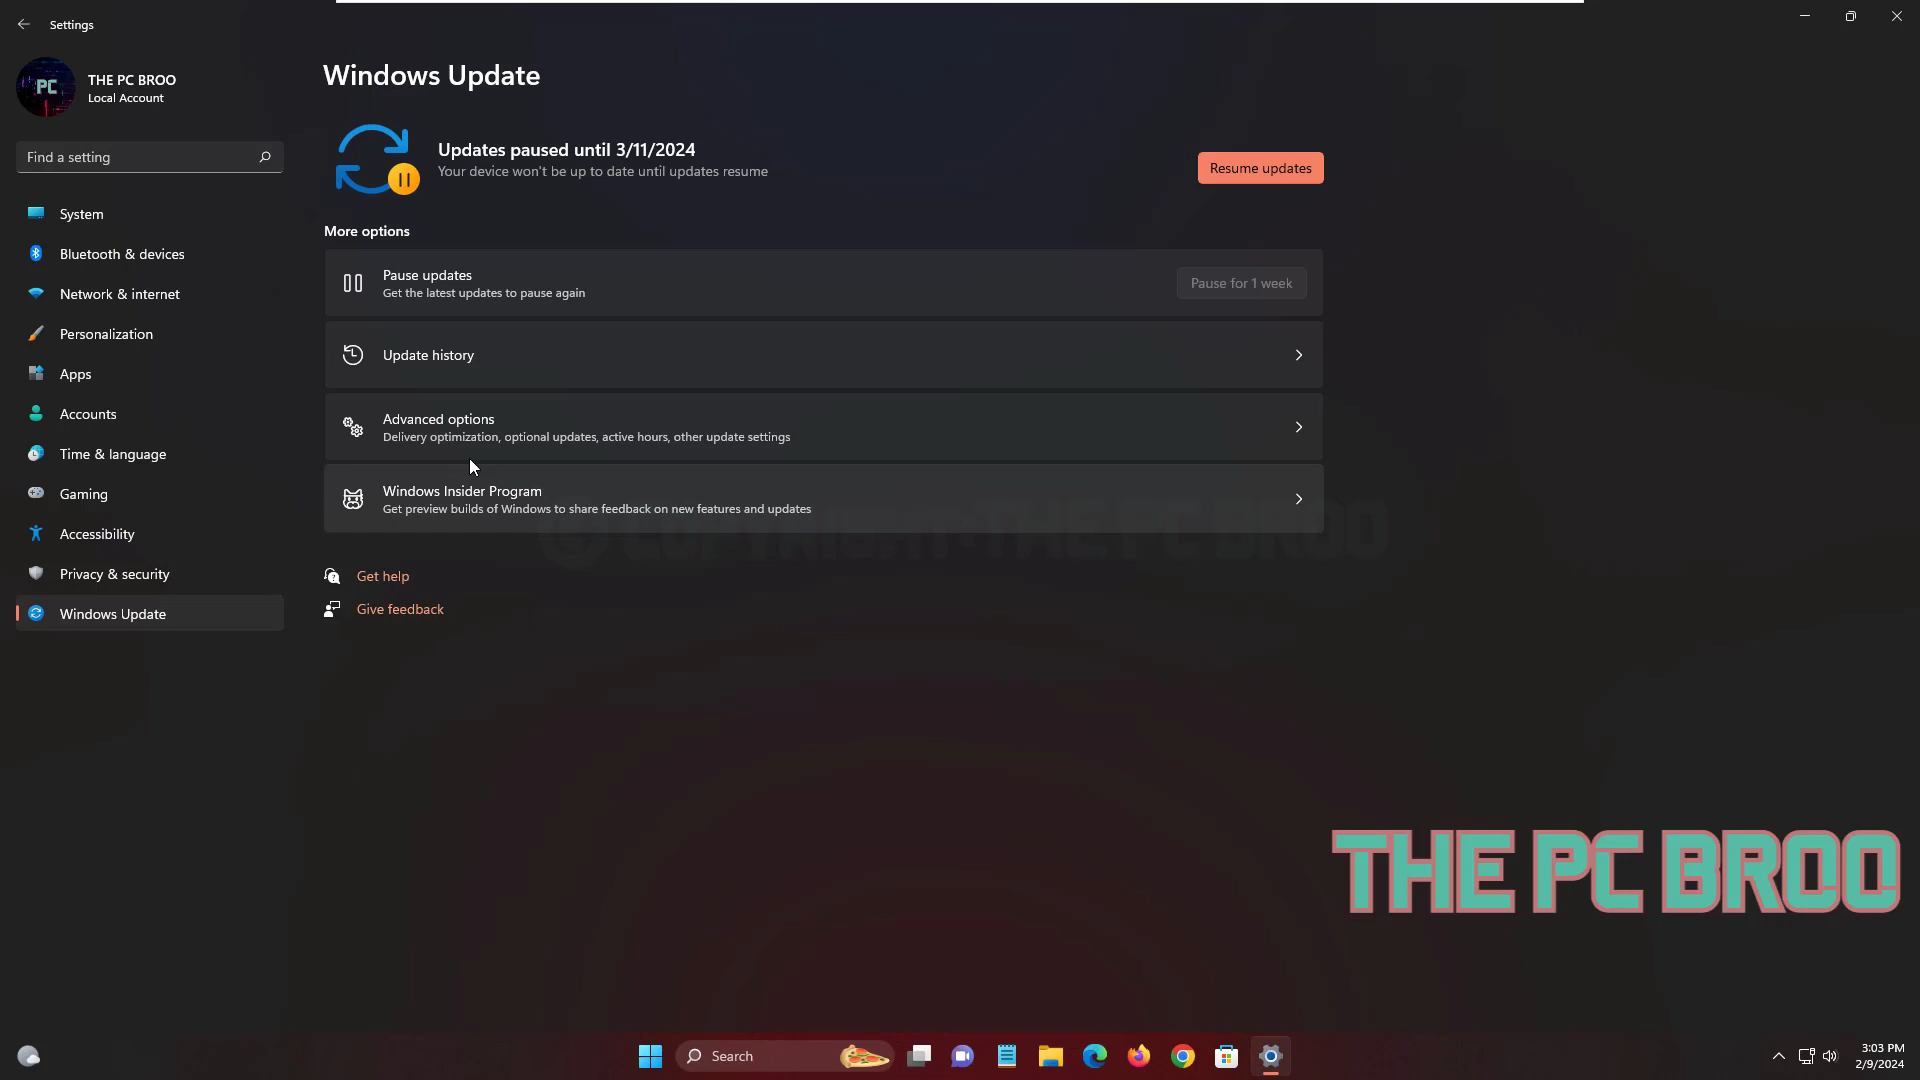 Settings
PC
THE PC BROO
Local Account
Find a setting
System
Bluetooth & devices
Network & internet
Personalization
Apps
Accounts
Time & language
Gaming
Accessibility
Privacy & security
Windows Update
Windows Update
Updates paused until 3/11/2024
Your device won't be up to date until updates resume
Resume updates
More options
Pause updates
Get the latest updates to pause again
Pause for 1 week
Update history
Advanced options
Delivery optimization, optional updates, active hours, other update settings
Windows Insider Program
Get preview builds of Windows to share feedback on new features and updates
© COPYRIGHT-THE PC BROO
Get help
Give feedback
THE PC BROO
Search
3:03 PM
2/9/2024